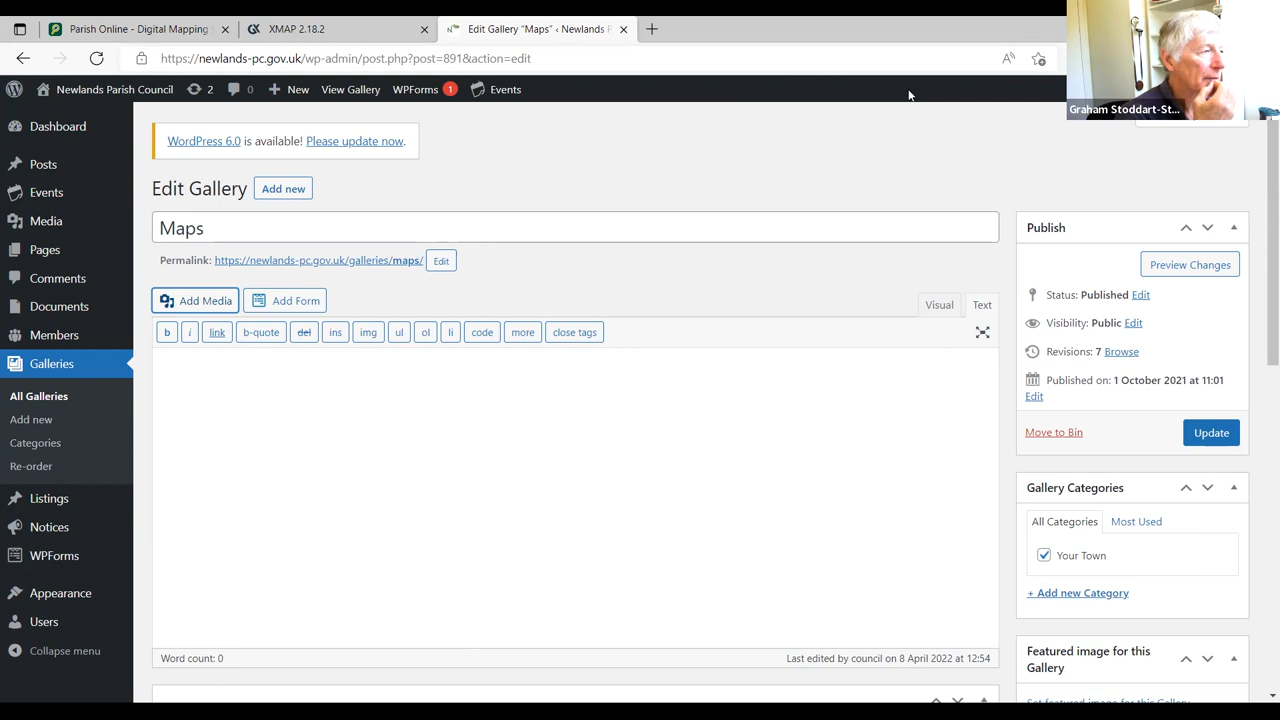 Parish Online - Digital Mapping
XMAP 2.18.2
Edit Gallery “Maps” ‹ Newlands P
https://newlands-pc.gov.uk/wp-admin/post.php?post=891&action=edit
Graham Stoddart-St...
Newlands Parish Council
2
0
New
View Gallery
WPForms 1
Events
Dashboard
Posts
Events
Media
Pages
Comments
Documents
Members
Galleries
All Galleries
Add new
Categories
Re-order
Listings
Notices
WPForms
Appearance
Users
Collapse menu
WordPress 6.0 is available! Please update now.
Edit Gallery Add new
Maps
Permalink: https://newlands-pc.gov.uk/galleries/maps/ Edit
Add Media Add Form
Visual Text
b i link b-quote del ins img ul ol li code more close tags
Word count: 0
Last edited by council on 8 April 2022 at 12:54
Publish
Preview Changes
Status: Published Edit
Visibility: Public Edit
Revisions: 7 Browse
Published on: 1 October 2021 at 11:01
Edit
Move to Bin
Update
Gallery Categories
All Categories Most Used
Your Town
+ Add new Category
Featured image for this
Gallery
Set featured image for this Gallery